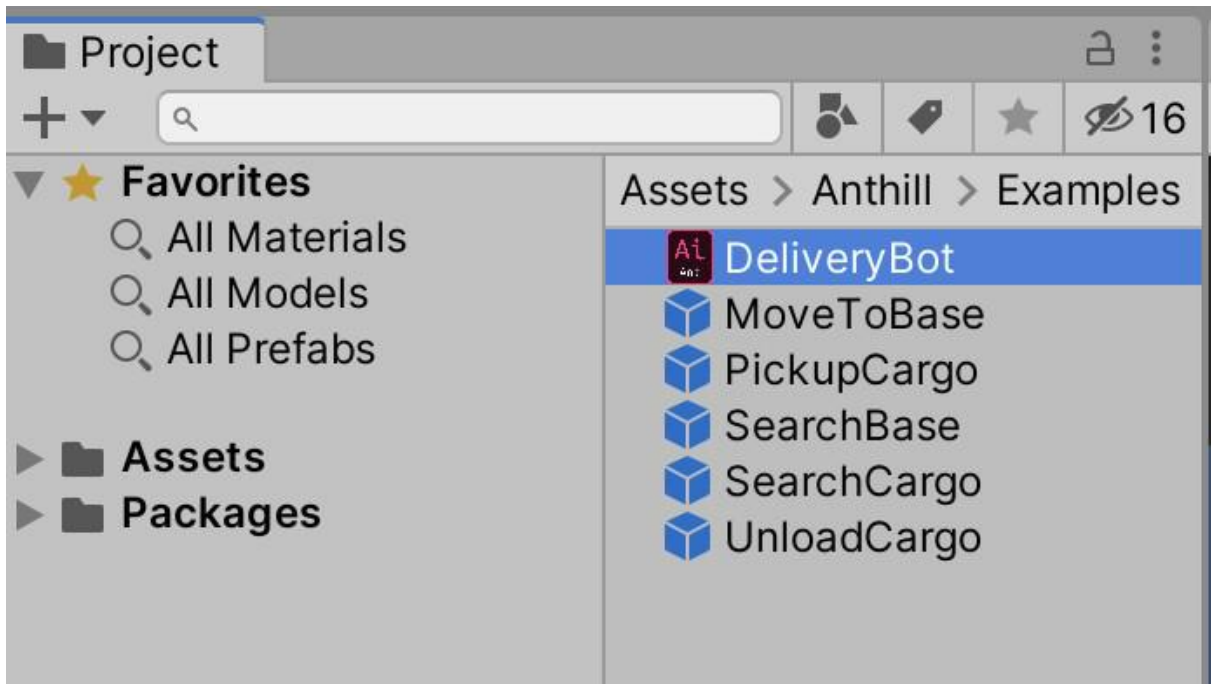 Project
16
Favorites
All Materials
All Models
All Prefabs
Assets
Packages
Assets > Anthill > Examples
Ai
Ant
DeliveryBot
MoveToBase
PickupCargo
SearchBase
SearchCargo
UnloadCargo